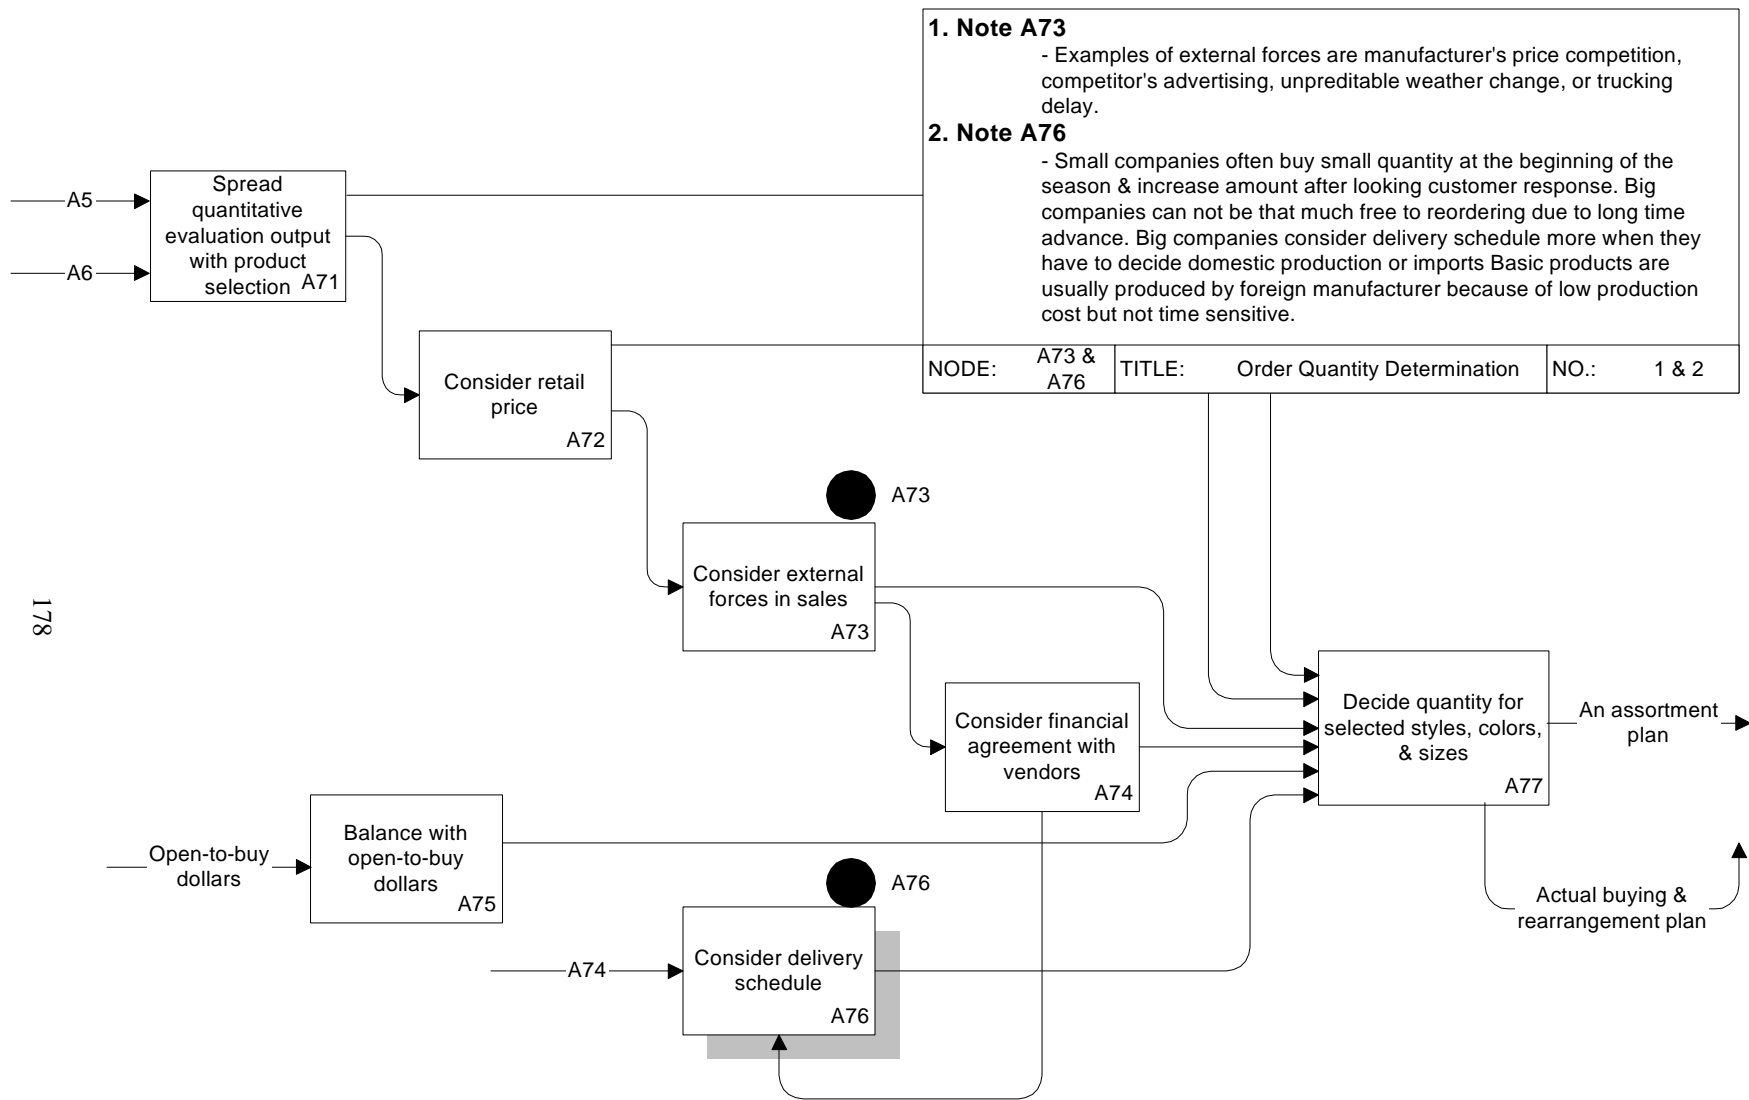 1. Note A73
- Examples of external forces are manufacturer's price competition,
competitor's advertising, unpreditable weather change, or trucking
delay.
2. Note A76
- Small companies often buy small quantity at the beginning of the
season & increase amount after looking customer response. Big
companies can not be that much free to reordering due to long time
advance. Big companies consider delivery schedule more when they
have to decide domestic production or imports Basic products are
usually produced by foreign manufacturer because of low production
cost but not time sensitive.
NODE:
A73 &
A76
TITLE:
Order Quantity Determination
NO.:
1 & 2
A5
A6
Spread
quantitative
evaluation output
with product
selection
A71
Consider retail
price
A72
A73
Consider external
forces in sales
A73
178
Consider financial
agreement with
vendors
A74
Decide quantity for
selected styles, colors,
& sizes
A77
An assortment
plan
Open-to-buy
dollars
Balance with
open-to-buy
dollars
A75
A76
Actual buying &
rearrangement plan
A74
Consider delivery
schedule
A76